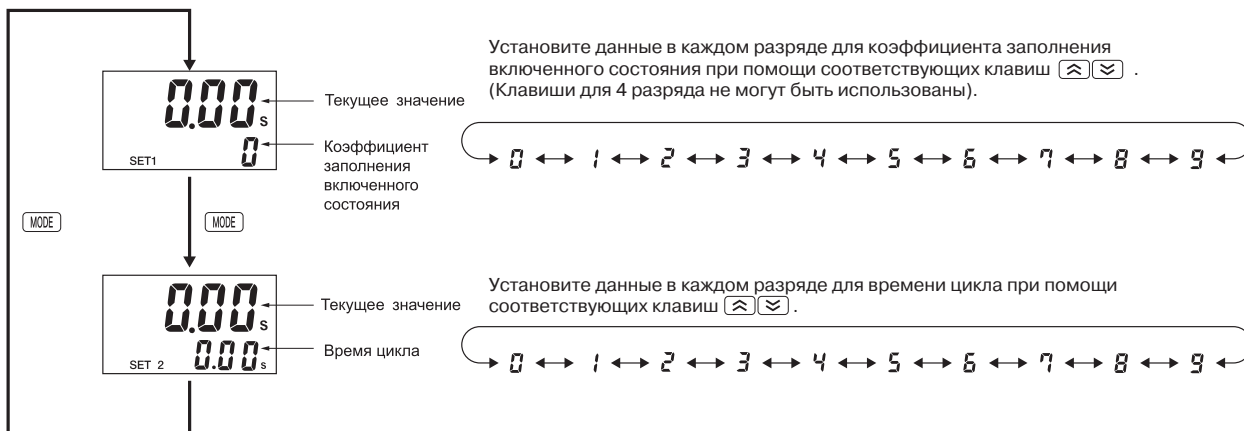 Установите данные в каждом разряде для коэффициента заполнения
включенного состояния при помощи соответствующих клавиш .
(Клавиши для 4 разряда не могут быть использованы).
0.00 s
Текущее значение
SET1 0
Коэффициент
заполнения
включенного
состояния
0 1 2 3 4 5 6 7 8 9
MODE
MODE
Установите данные в каждом разряде для времени цикла при помощи
соответствующих клавиш .
0.00 s
Текущее значение
SET 2 0.00 s
Время цикла
0 1 2 3 4 5 6 7 8 9